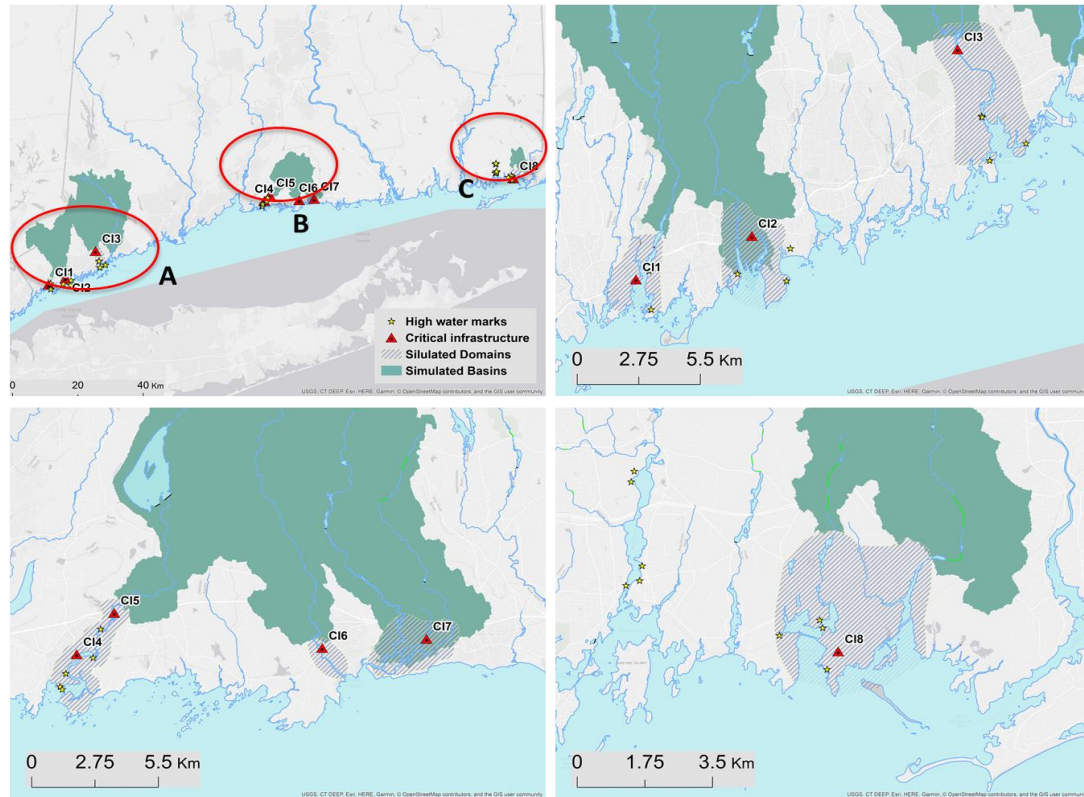 CI3
CI1
CI2
A
CI4
CI5
CI6
CI7
B
C
CI8
High water marks
Critical infrastructure
Silulated Domains
Simulated Basins
0 20 40 Km
USGS, CT DEEP, Esri, HERE, Garmin, © OpenStreetMap contributors, and the GIS user community
CI3
CI2
CI1
0 2.75 5.5 Km
USGS, CT DEEP, Esri, HERE, Garmin, © OpenStreetMap contributors, and the GIS user community
CI5
CI4
CI6
CI7
0 2.75 5.5 Km
USGS, CT DEEP, Esri, HERE, Garmin, © OpenStreetMap contributors, and the GIS user community
CI8
0 1.75 3.5 Km
USGS, CT DEEP, Esri, HERE, Garmin, © OpenStreetMap contributors, and the GIS user community